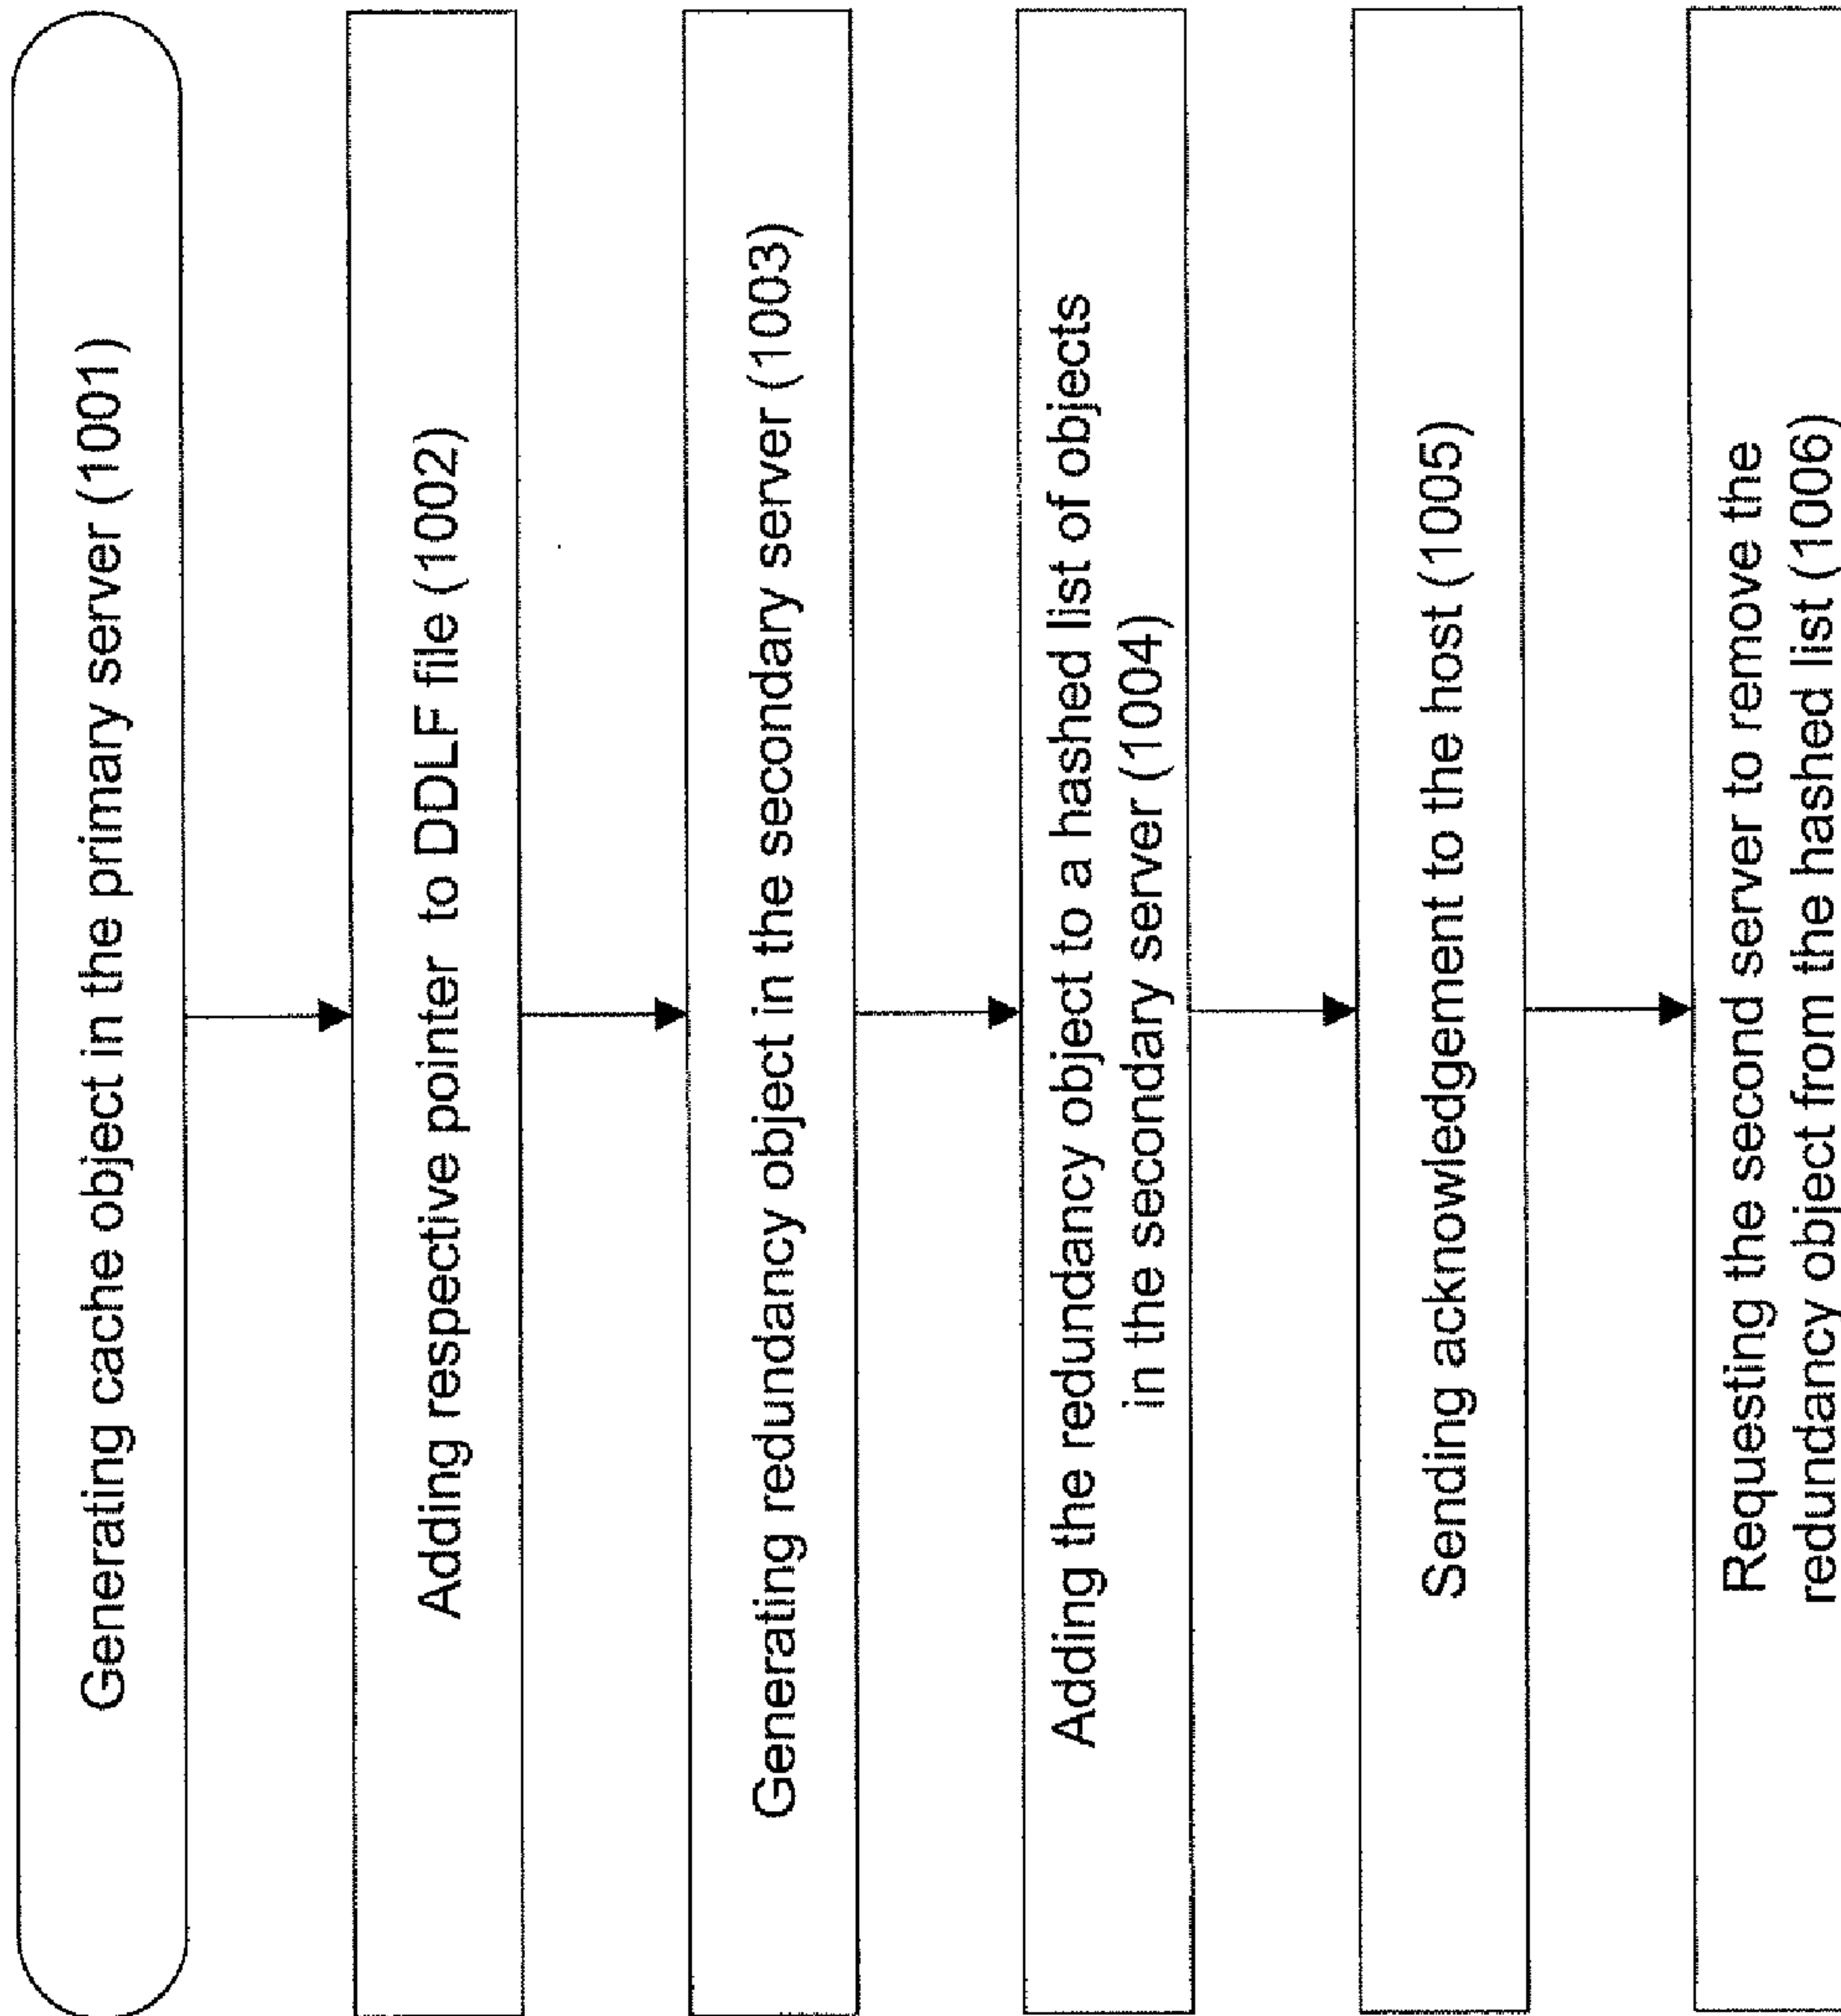 Generating cache object in the primary server (1001)
Adding respective pointer to DDLF file (1002)
Generating redundancy object in the secondary server (1003)
Adding the redundancy object to a hashed list of objects
in the secondary server (1004)
Sending acknowledgement to the host (1005)
Requesting the second server to remove the
redundancy object from the hashed list (1006)